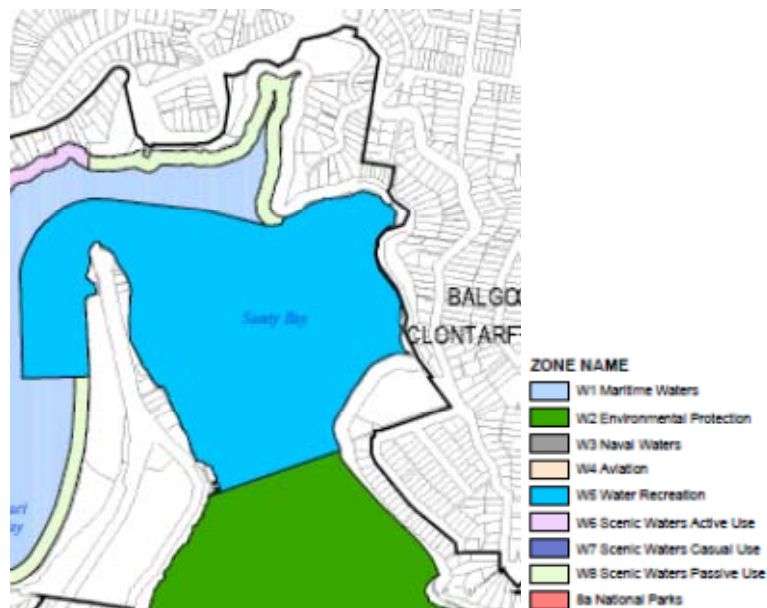 Santy Bay
BALGO
CLONTARF
ZONE NAME
W1 Maritime Waters
W2 Environmental Protection
W3 Naval Waters
W4 Aviation
W5 Water Recreation
W6 Scenic Waters Active Use
W7 Scenic Waters Casual Use
W8 Scenic Waters Passive Use
8a National Parks